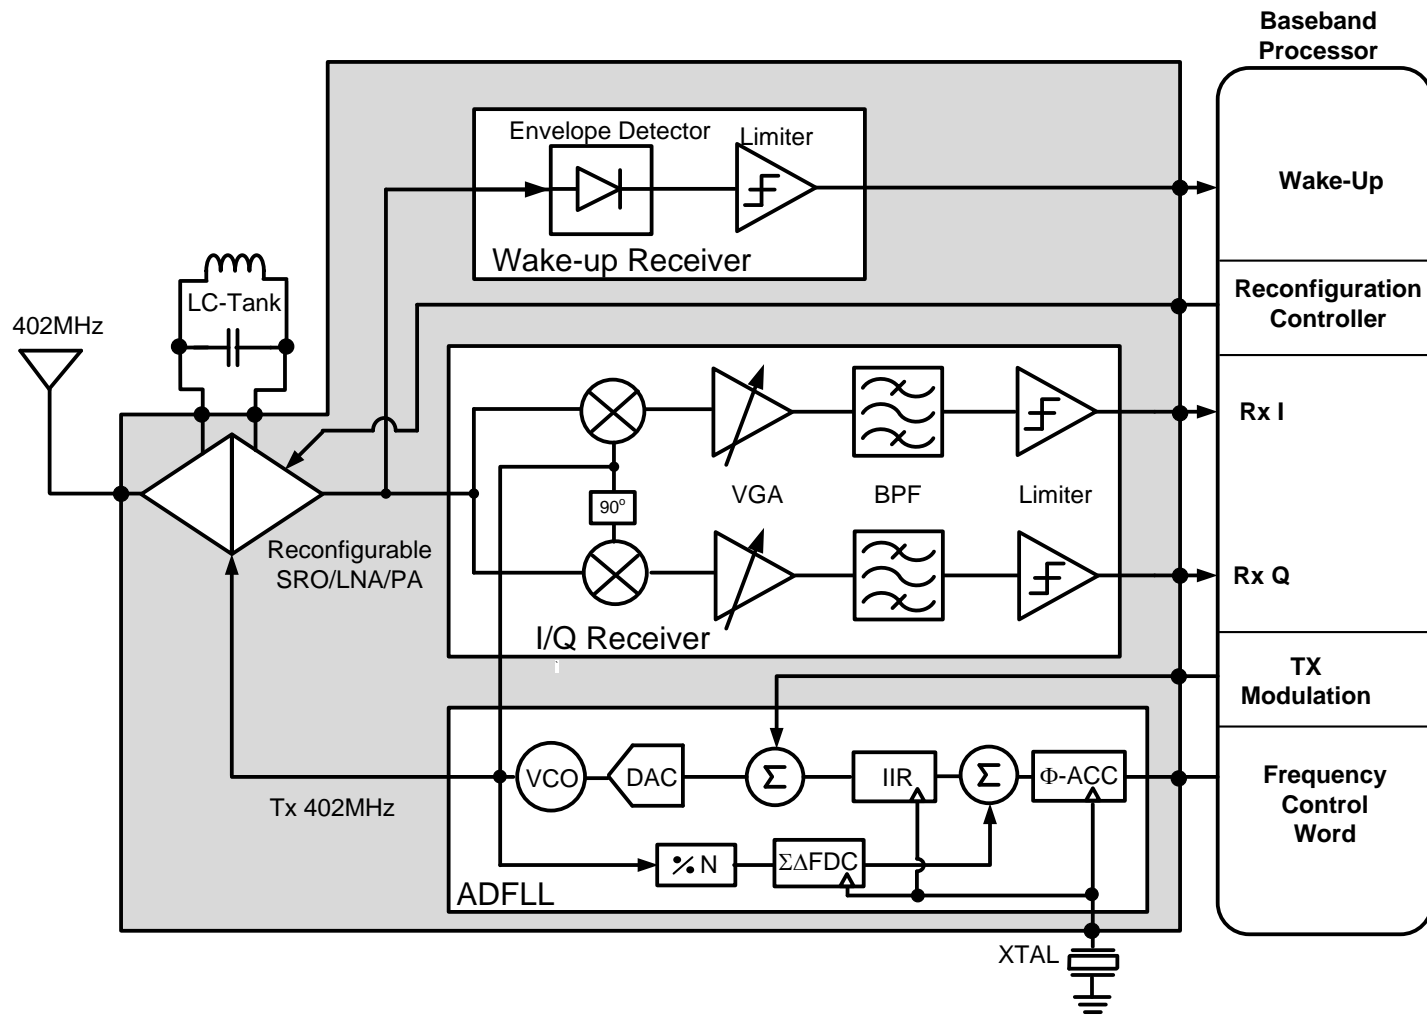 Baseband
Processor
Envelope Detector
Limiter
Wake-up Receiver
Wake-Up
LC-Tank
402MHz
Reconfiguration
Controller
Rx I
VGA
BPF
Limiter
90°
Reconfigurable
SRO/LNA/PA
Rx Q
I/Q Receiver
TX
Modulation
VCO
DAC
Σ
IIR
Σ
Φ-ACC
Tx 402MHz
Frequency
Control
Word
% N
ΣΔFDC
ADFLL
XTAL